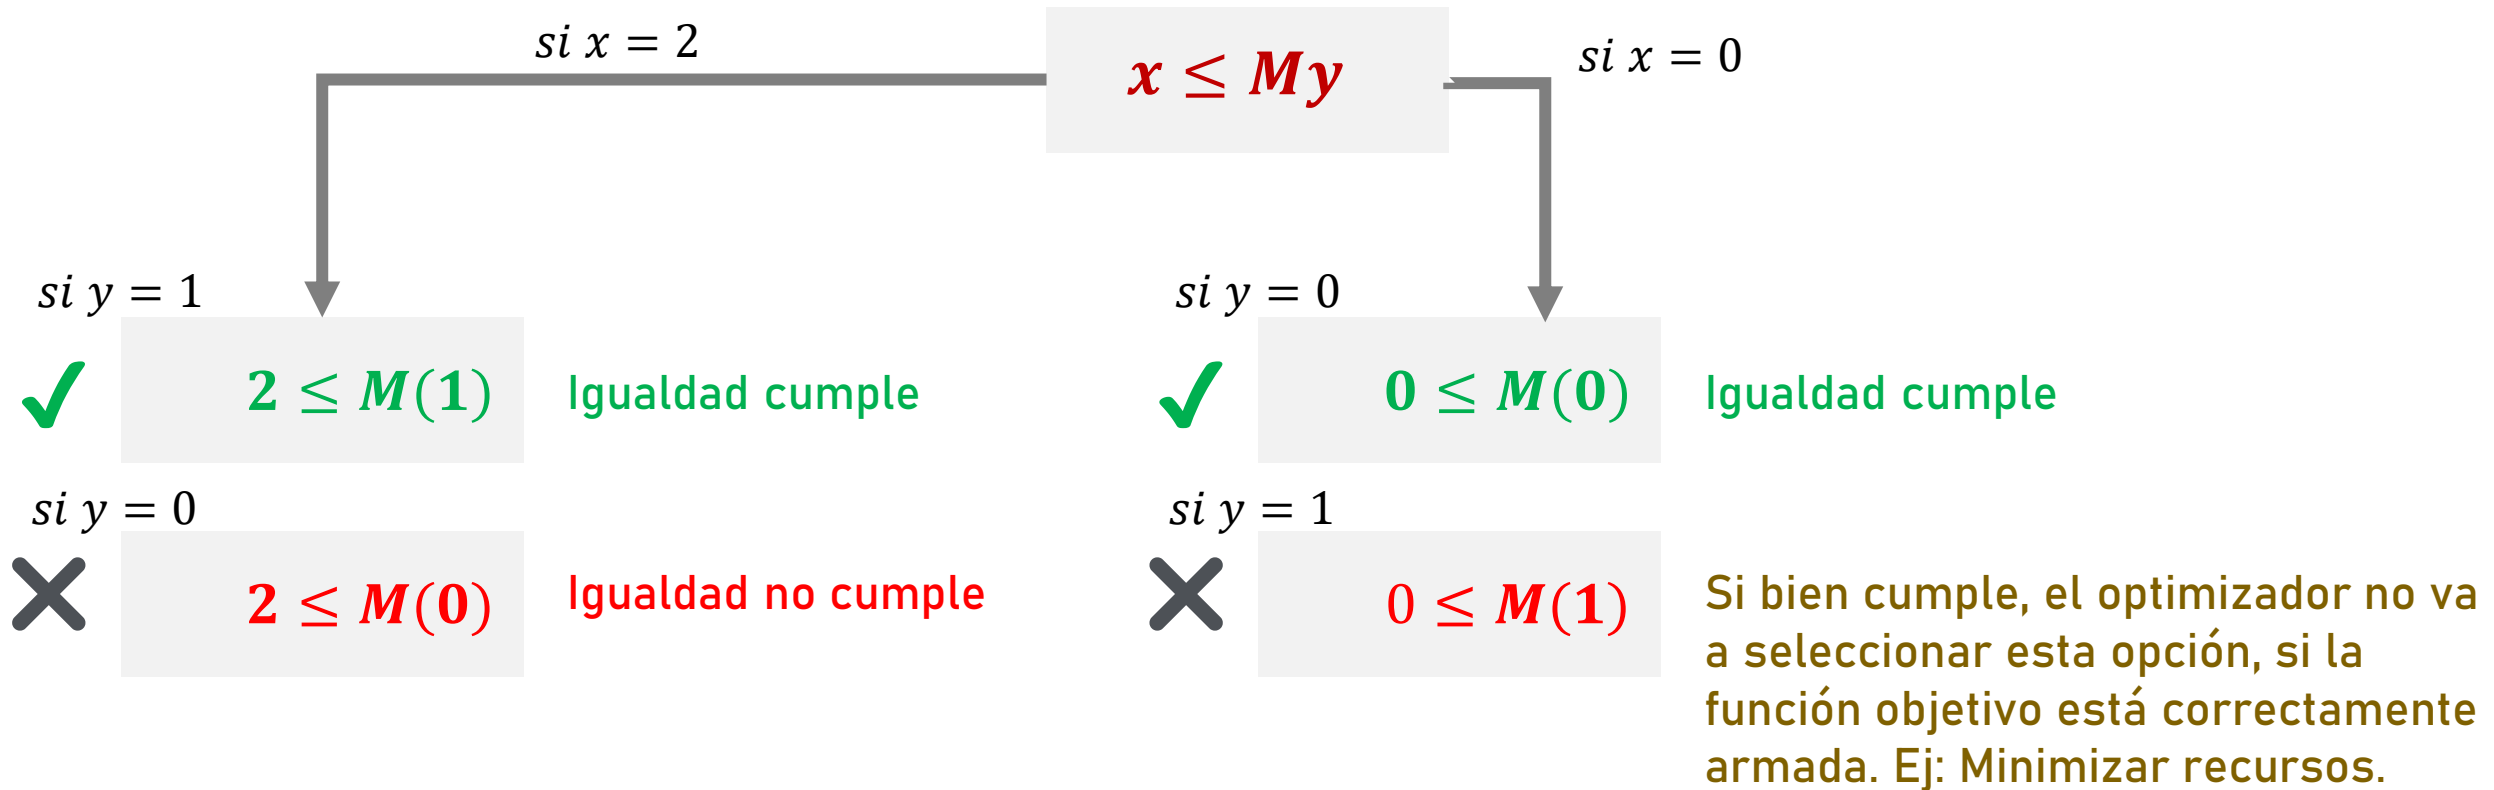 si x = 2
x ≤ My
si x = 0
si y = 1
2 ≤ M(1)
Igualdad cumple
si y = 0
2 ≤ M(0)
Igualdad no cumple
si y = 0
0 ≤ M(0)
Igualdad cumple
si y = 1
0 ≤ M(1)
Si bien cumple, el optimizador no va
a seleccionar esta opción, si la
función objetivo está correctamente
armada. Ej: Minimizar recursos.